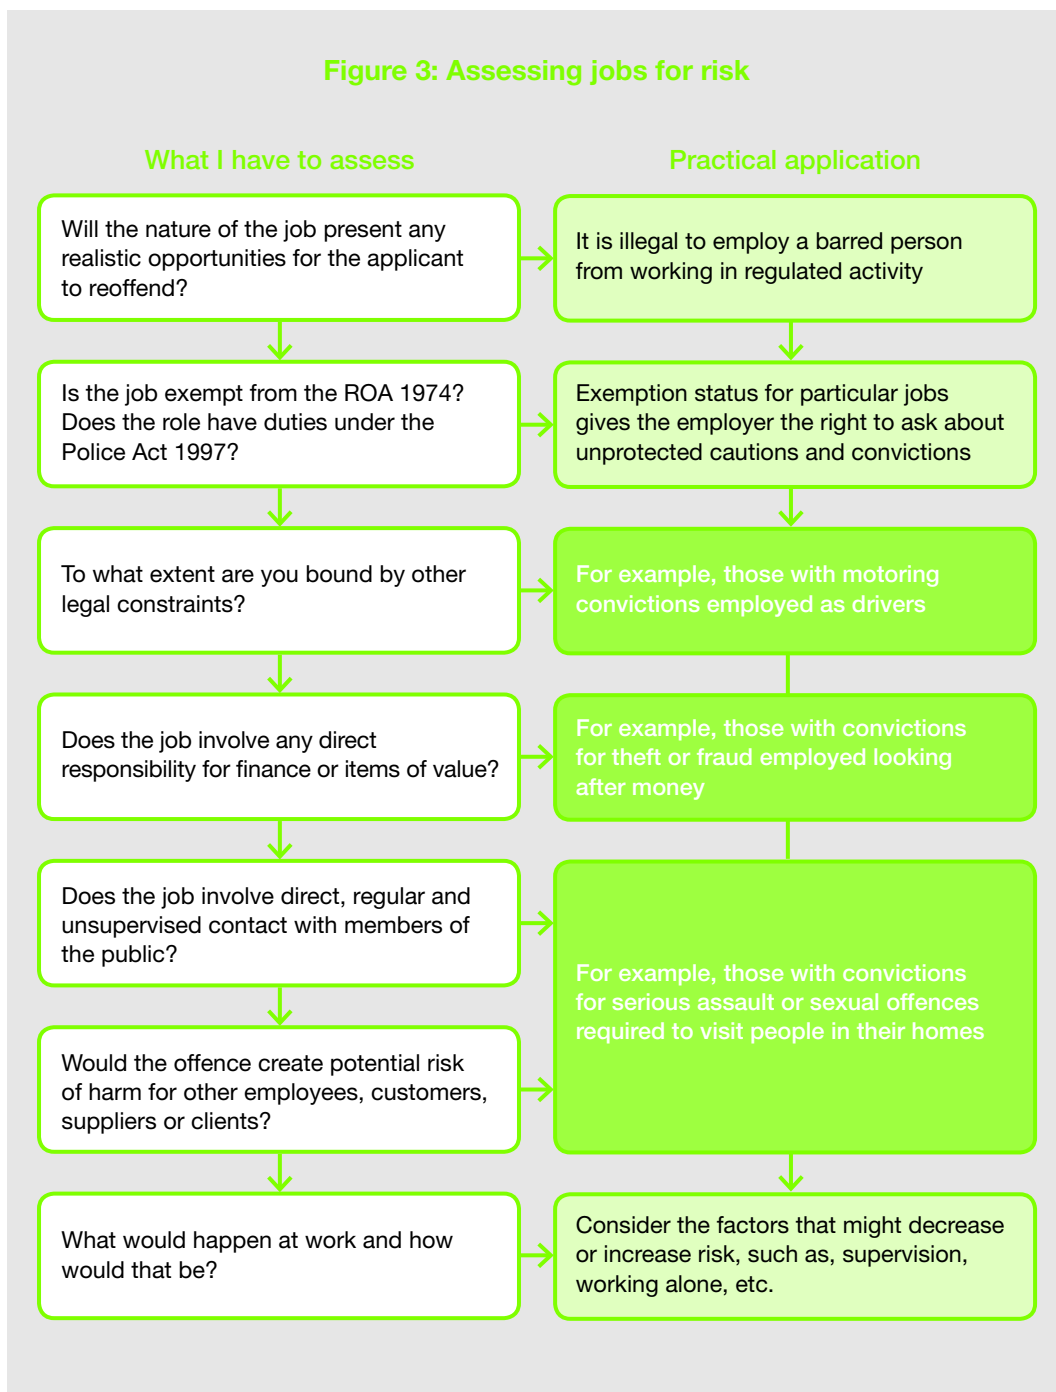 Figure 3: Assessing jobs for risk
What I have to assess
Practical application
Will the nature of the job present any
realistic opportunities for the applicant
to reoffend?
It is illegal to employ a barred person
from working in regulated activity
Is the job exempt from the ROA 1974?
Does the role have duties under the
Police Act 1997?
Exemption status for particular jobs
gives the employer the right to ask about
unprotected cautions and convictions
To what extent are you bound by other
legal constraints?
For example, those with motoring
convictions employed as drivers
Does the job involve any direct
responsibility for finance or items of value?
For example, those with convictions
for theft or fraud employed looking
after money
Does the job involve direct, regular and
unsupervised contact with members of
the public?
For example, those with convictions
for serious assault or sexual offences
required to visit people in their homes
Would the offence create potential risk
of harm for other employees, customers,
suppliers or clients?
What would happen at work and how
would that be?
Consider the factors that might decrease
or increase risk, such as, supervision,
working alone, etc.